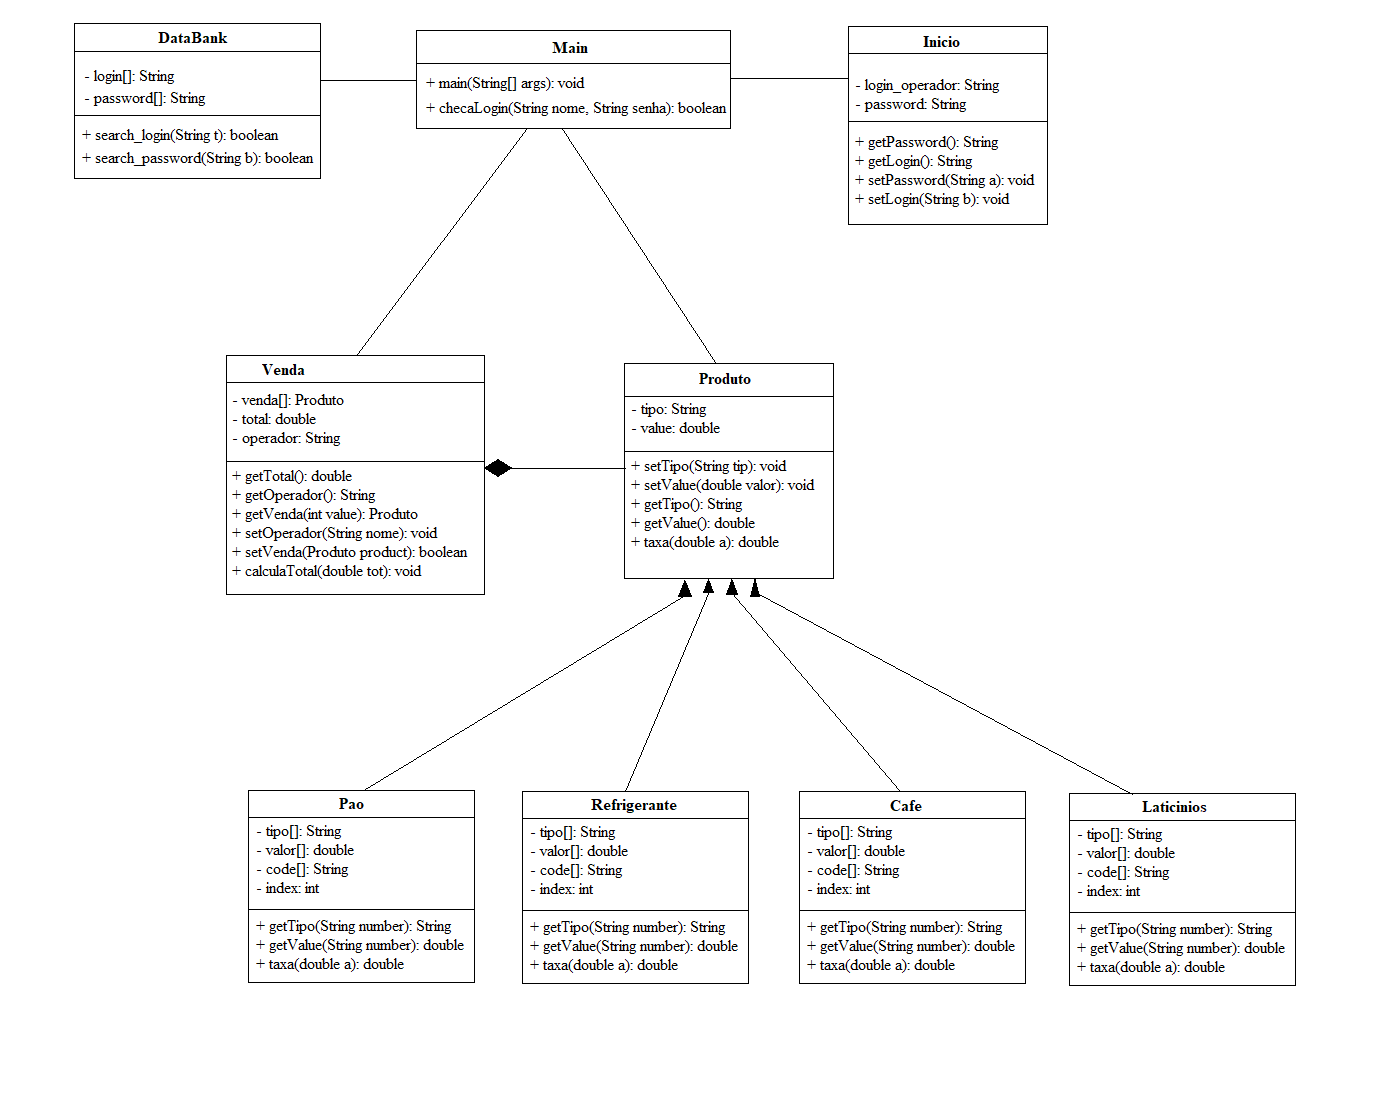 DataBank
- login[]: String
- password[]: String
+ search_login(String t): boolean
+ search_password(String b): boolean
Main
+ main(String[] args): void
+ checaLogin(String nome, String senha): boolean
Inicio
- login_operador: String
- password: String
+ getPassword(): String
+ getLogin(): String
+ setPassword(String a): void
+ setLogin(String b): void
Venda
- venda[]: Produto
- total: double
- operador: String
+ getTotal(): double
+ getOperador(): String
+ getVenda(int value): Produto
+ setOperador(String nome): void
+ setVenda(Produto product): boolean
+ calculaTotal(double tot): void
Produto
- tipo: String
- value: double
+ setTipo(String tip): void
+ setValue(double valor): void
+ getTipo(): String
+ getValue(): double
+ taxa(double a): double
Pao
- tipo[]: String
- valor[]: double
- code[]: String
- index: int
+ getTipo(String number): String
+ getValue(String number): double
+ taxa(double a): double
Refrigerante
- tipo[]: String
- valor[]: double
- code[]: String
- index: int
+ getTipo(String number): String
+ getValue(String number): double
+ taxa(double a): double
Cafe
- tipo[]: String
- valor[]: double
- code[]: String
- index: int
+ getTipo(String number): String
+ getValue(String number): double
+ taxa(double a): double
Laticinios
- tipo[]: String
- valor[]: double
- code[]: String
- index: int
+ getTipo(String number): String
+ getValue(String number): double
+ taxa(double a): double